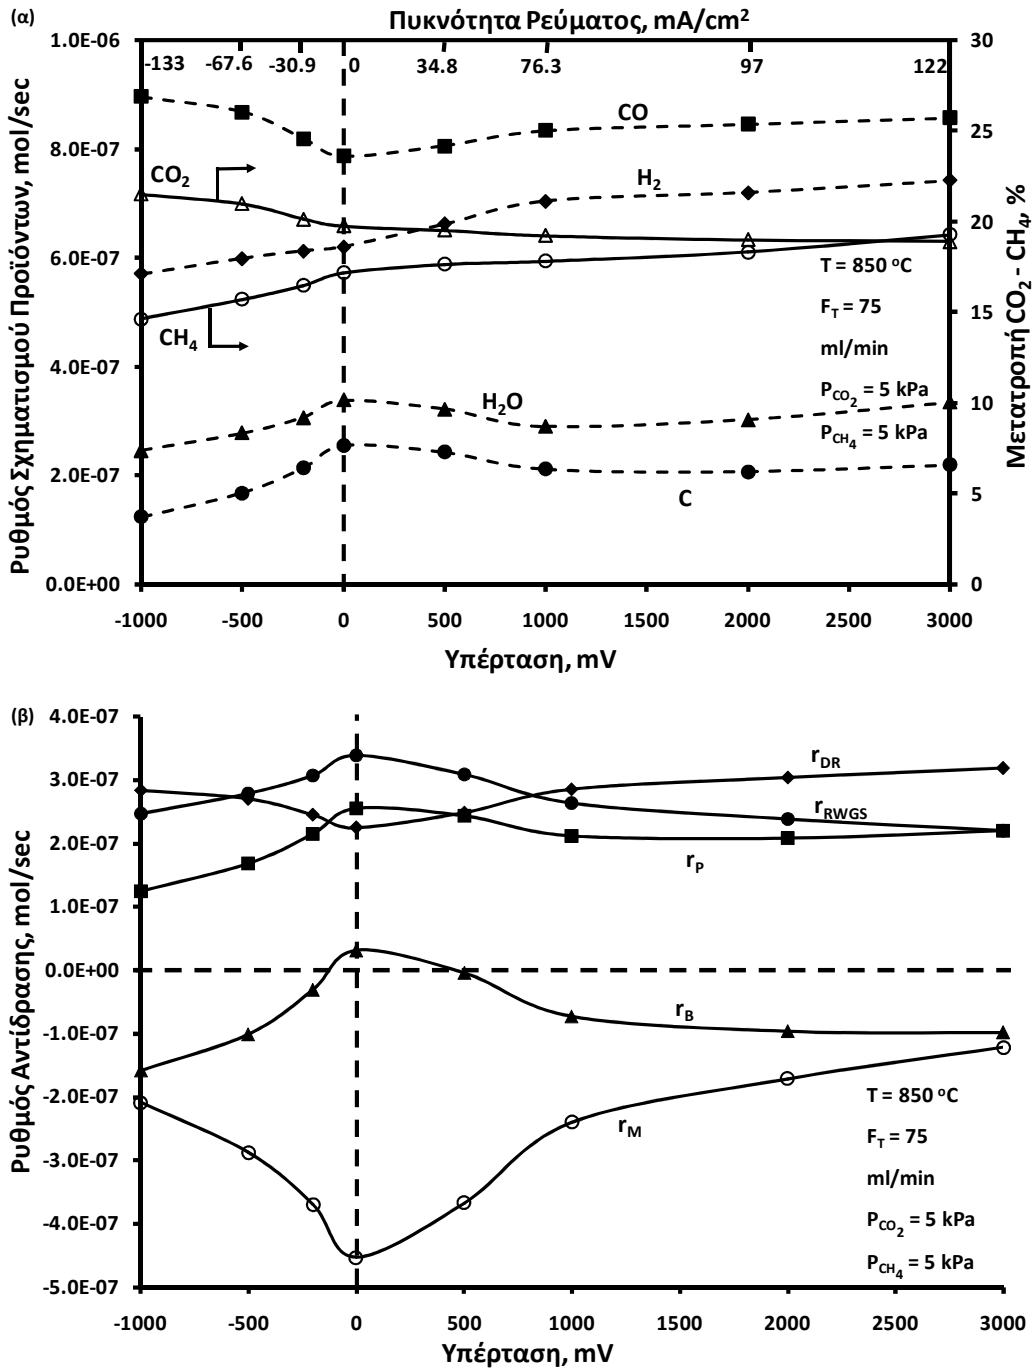 (α)
Πυκνότητα Ρεύματος, mA/cm²
-133 -67.6 -30.9 0 34.8 76.3 97 122
Ρυθμός Σχηματισμού Προϊόντων, mol/sec
1.0E-06
8.0E-07
6.0E-07
4.0E-07
2.0E-07
0.0E+00
30
25
20
15
10
5
0
Μετατροπή CO₂ - CH₄, %
CO
CO₂
H₂
CH₄
H₂O
C
T = 850 °C
F_T = 75
ml/min
P_CO₂ = 5 kPa
P_CH₄ = 5 kPa
-1000 -500 0 500 1000 1500 2000 2500 3000
Υπέρταση, mV
(β)
Ρυθμός Αντίδρασης, mol/sec
4.0E-07
3.0E-07
2.0E-07
1.0E-07
0.0E+00
-1.0E-07
-2.0E-07
-3.0E-07
-4.0E-07
-5.0E-07
r_DR
r_RWGS
r_P
r_B
r_M
T = 850 °C
F_T = 75
ml/min
P_CO₂ = 5 kPa
P_CH₄ = 5 kPa
-1000 -500 0 500 1000 1500 2000 2500 3000
Υπέρταση, mV